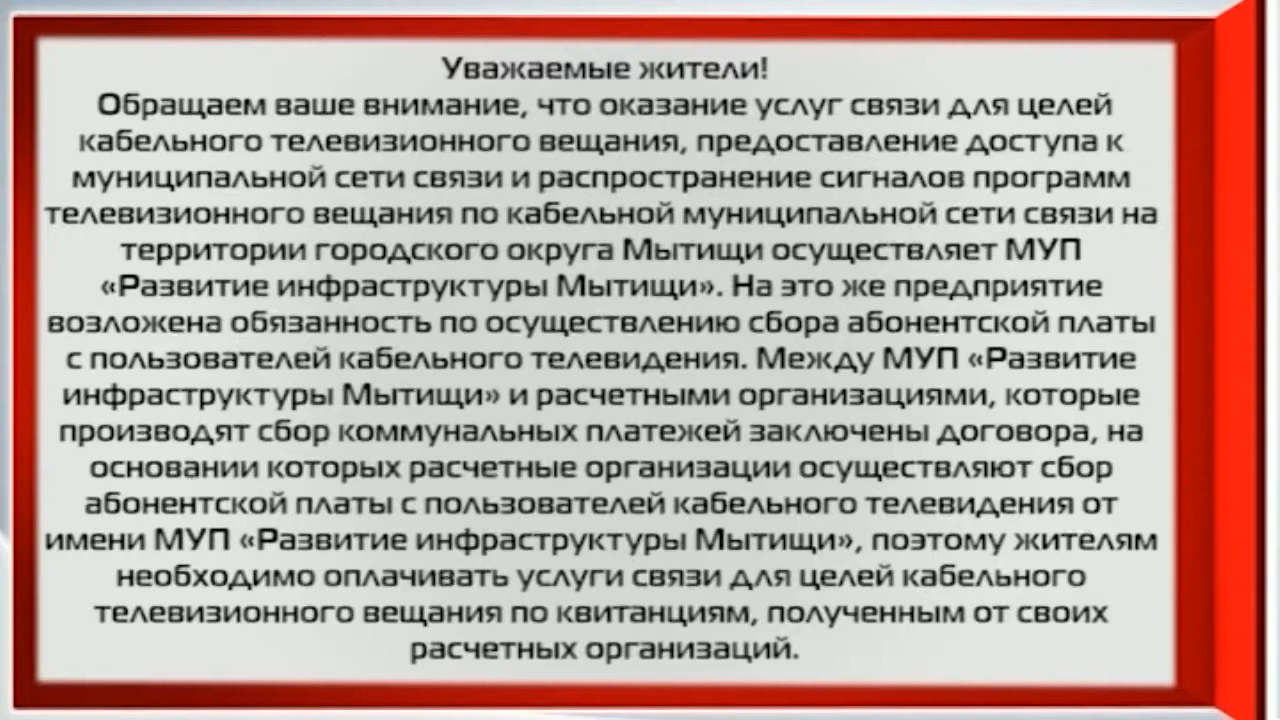 Уважаемые жители!
Обращаем ваше внимание, что оказание услуг связи для целей
кабельного телевизионного вещания, предоставление доступа к
муниципальной сети связи и распространение сигналов программ
телевизионного вещания по кабельной муниципальной сети связи на
территории городского округа Мытищи осуществляет МУП
«Развитие инфраструктуры Мытищи». На это же предприятие
возложена обязанность по осуществлению сбора абонентской платы
с пользователей кабельного телевидения. Между МУП «Развитие
инфраструктуры Мытищи» и расчетными организациями, которые
производят сбор коммунальных платежей заключены договора, на
основании которых расчетные организации осуществляют сбор
абонентской платы с пользователей кабельного телевидения от
имени МУП «Развитие инфраструктуры Мытищи», поэтому жителям
необходимо оплачивать услуги связи для целей кабельного
телевизионного вещания по квитанциям, полученным от своих
расчетных организаций.